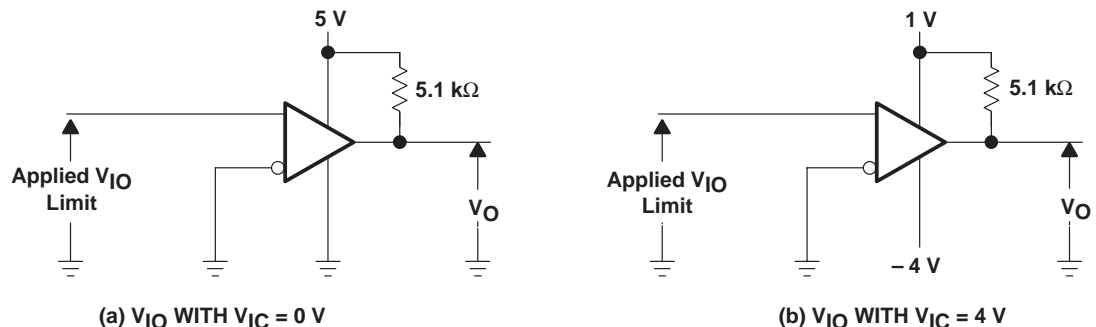 5 V
5.1 kΩ
Applied VIO
Limit
VO
(a) VIO WITH VIC = 0 V
1 V
5.1 kΩ
Applied VIO
Limit
VO
– 4 V
(b) VIO WITH VIC = 4 V